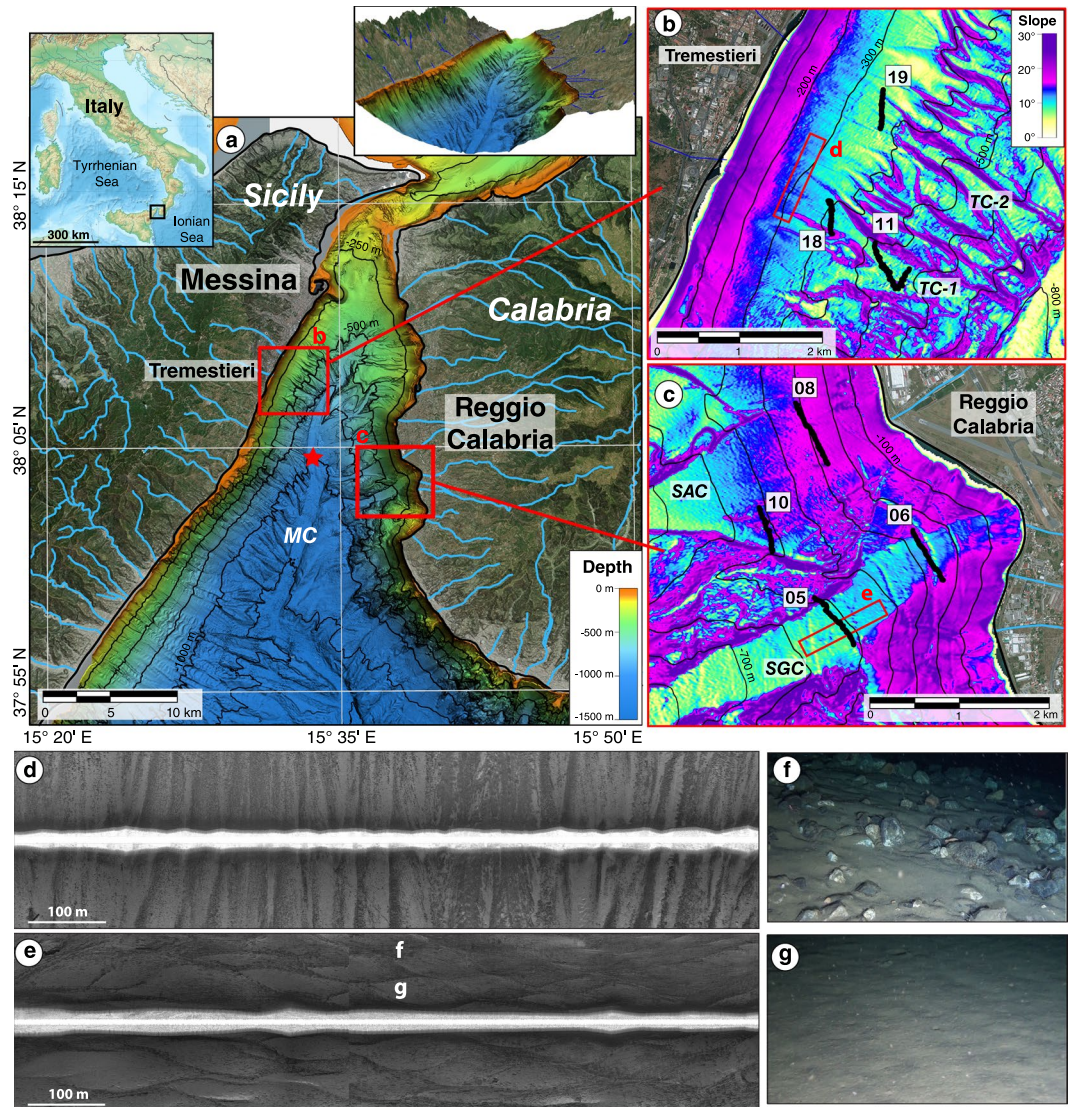 Italy
Tyrrhenian
Sea
Ionian
Sea
300 km
a
Sicily
-250 m
Messina
Calabria
-500 m
b
Tremestieri
Reggio
Calabria
c
MC
-1000 m
Depth
0 m
-500 m
-1000 m
-1500 m
0 5 10 km
38° 15' N
38° 05' N
37° 55' N
15° 20' E
15° 35' E
15° 50' E
b
Tremestieri
Slope
30°
20°
10°
0°
-200 m
-300 m
19
d
-500 m
TC-2
18
11
TC-1
-800 m
0 1 2 km
c
08
Reggio
Calabria
-100 m
SAC
10
06
05
e
-700 m
SGC
0 1 2 km
d
100 m
e
f
g
100 m
f
g